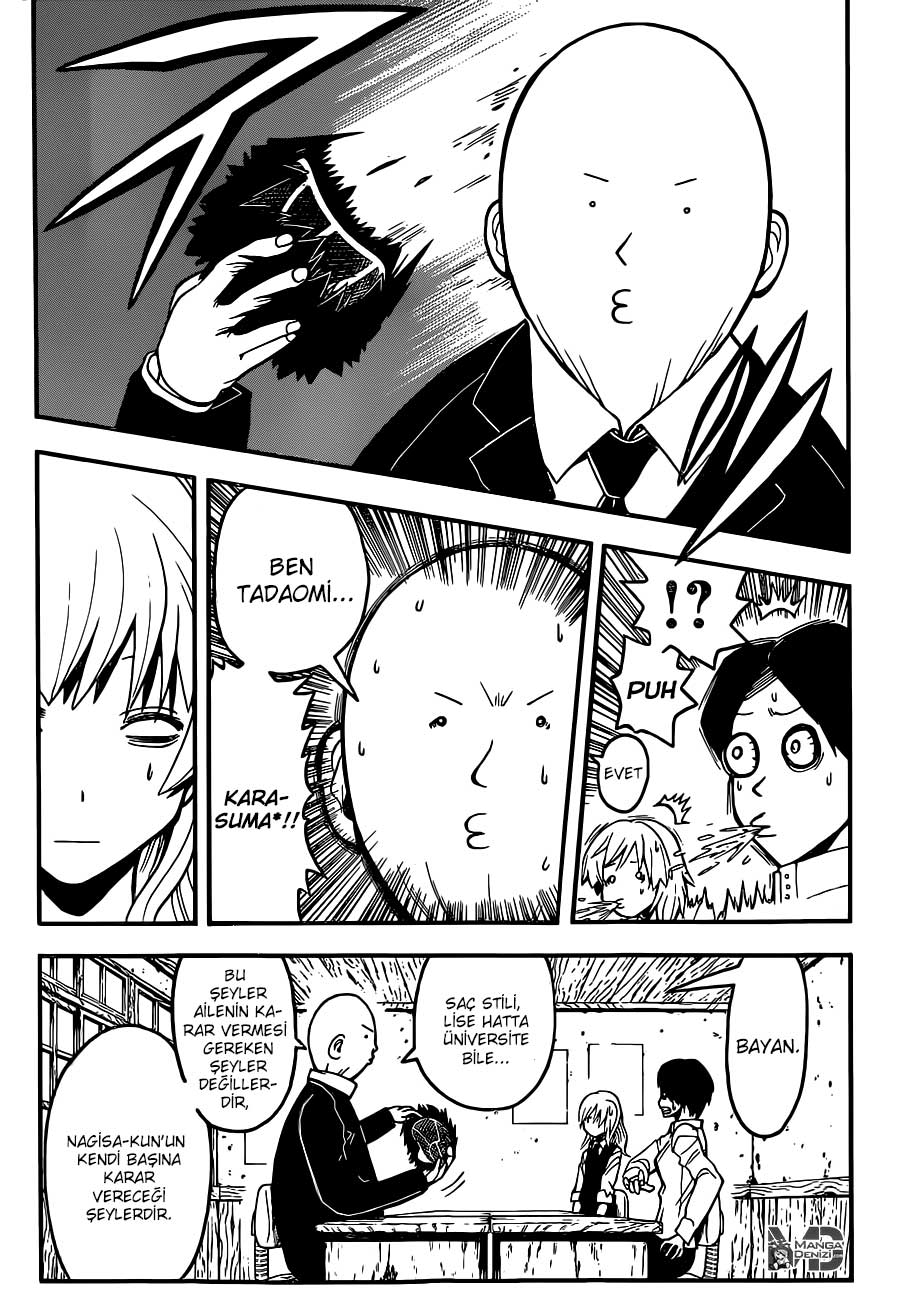 !?
PUH
EVET
BEN
TADAOMİ...
KARA-
SUMA*!!
BAYAN.
SAÇ STİLİ,
LİSE HATTA
ÜNİVERSİTE
BİLE...
BU
ŞEYLER
AİLENİN KA-
RAR VERMESİ
GEREKEN
ŞEYLER
DEĞİLLER-
DİR,
NAGİSA-KUN'UN
KENDİ BAŞINA
KARAR
VERECEĞİ
ŞEYLERDİR.
MANGA
DENİZİ